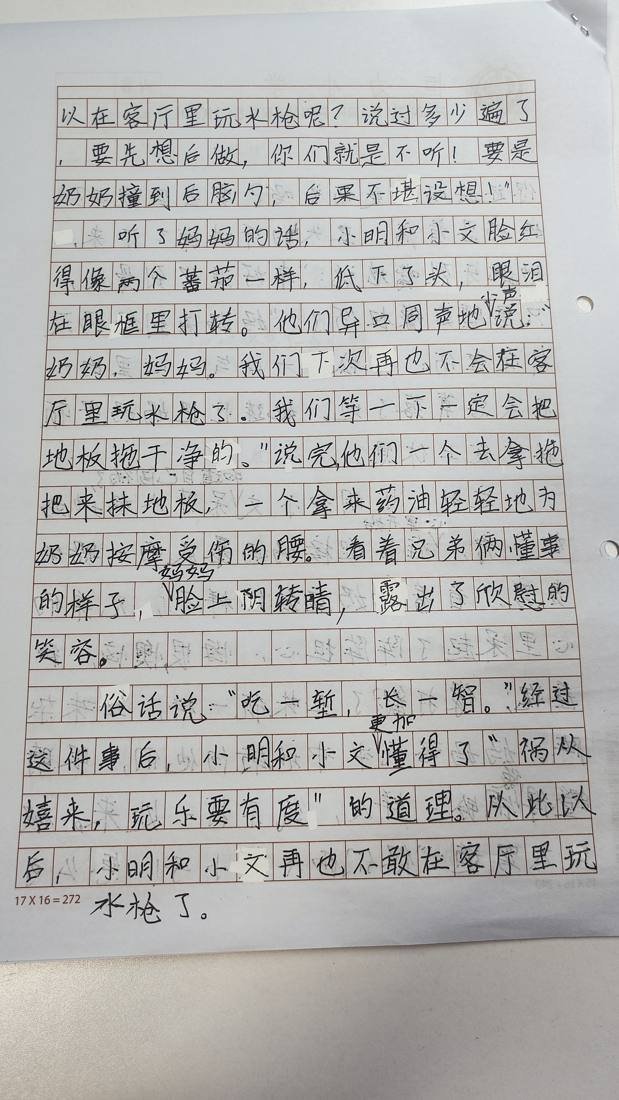 以在客厅里玩水枪呢？说过多少遍了
，要先想后做，你们就是不听！要是
奶奶撞到后脑勺，后果不堪设想！”
听了妈妈的话，小明和小文脸红
得像两个蕃茄一样，低下了头，眼泪
在眼框里打转。他们异口同声地小声说：“
奶奶，妈妈。我们下次再也不会在客
厅里玩水枪了。我们等一下一定会把
地板拖干净的。”说完，他们一个去拿拖
把来抹地板，一个拿来药油轻轻地为
奶奶按摩受伤的腰。看着兄弟俩懂事
的样子，妈妈脸上阴转晴，露出了欣慰的
笑容。
俗话说：“吃一堑，长一智。”经过
这件事后，小明和小文更加懂得了“祸从
嬉来，玩乐要有度”的道理。从此以
后，小明和小文再也不敢在客厅里玩
水枪了。
17 X 16 = 272